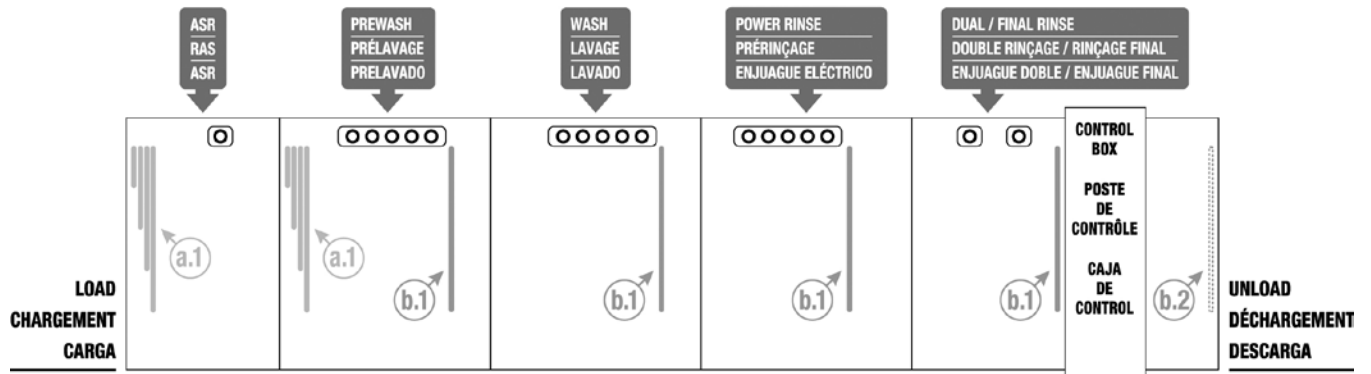 ASR
RAS
ASR
PREWASH
PRÉLAVAGE
PRELAVADO
WASH
LAVAGE
LAVADO
POWER RINSE
PRÉRINÇAGE
ENJUAGUE ELÉCTRICO
DUAL / FINAL RINSE
DOUBLE RINÇAGE / RINÇAGE FINAL
ENJUAGUE DOBLE / ENJUAGUE FINAL
CONTROL
BOX
POSTE
DE
CONTRÔLE
CAJA
DE
CONTROL
a.1
a.1
b.1
b.1
b.1
b.1
b.2
LOAD
CHARGEMENT
CARGA
UNLOAD
DÉCHARGEMENT
DESCARGA